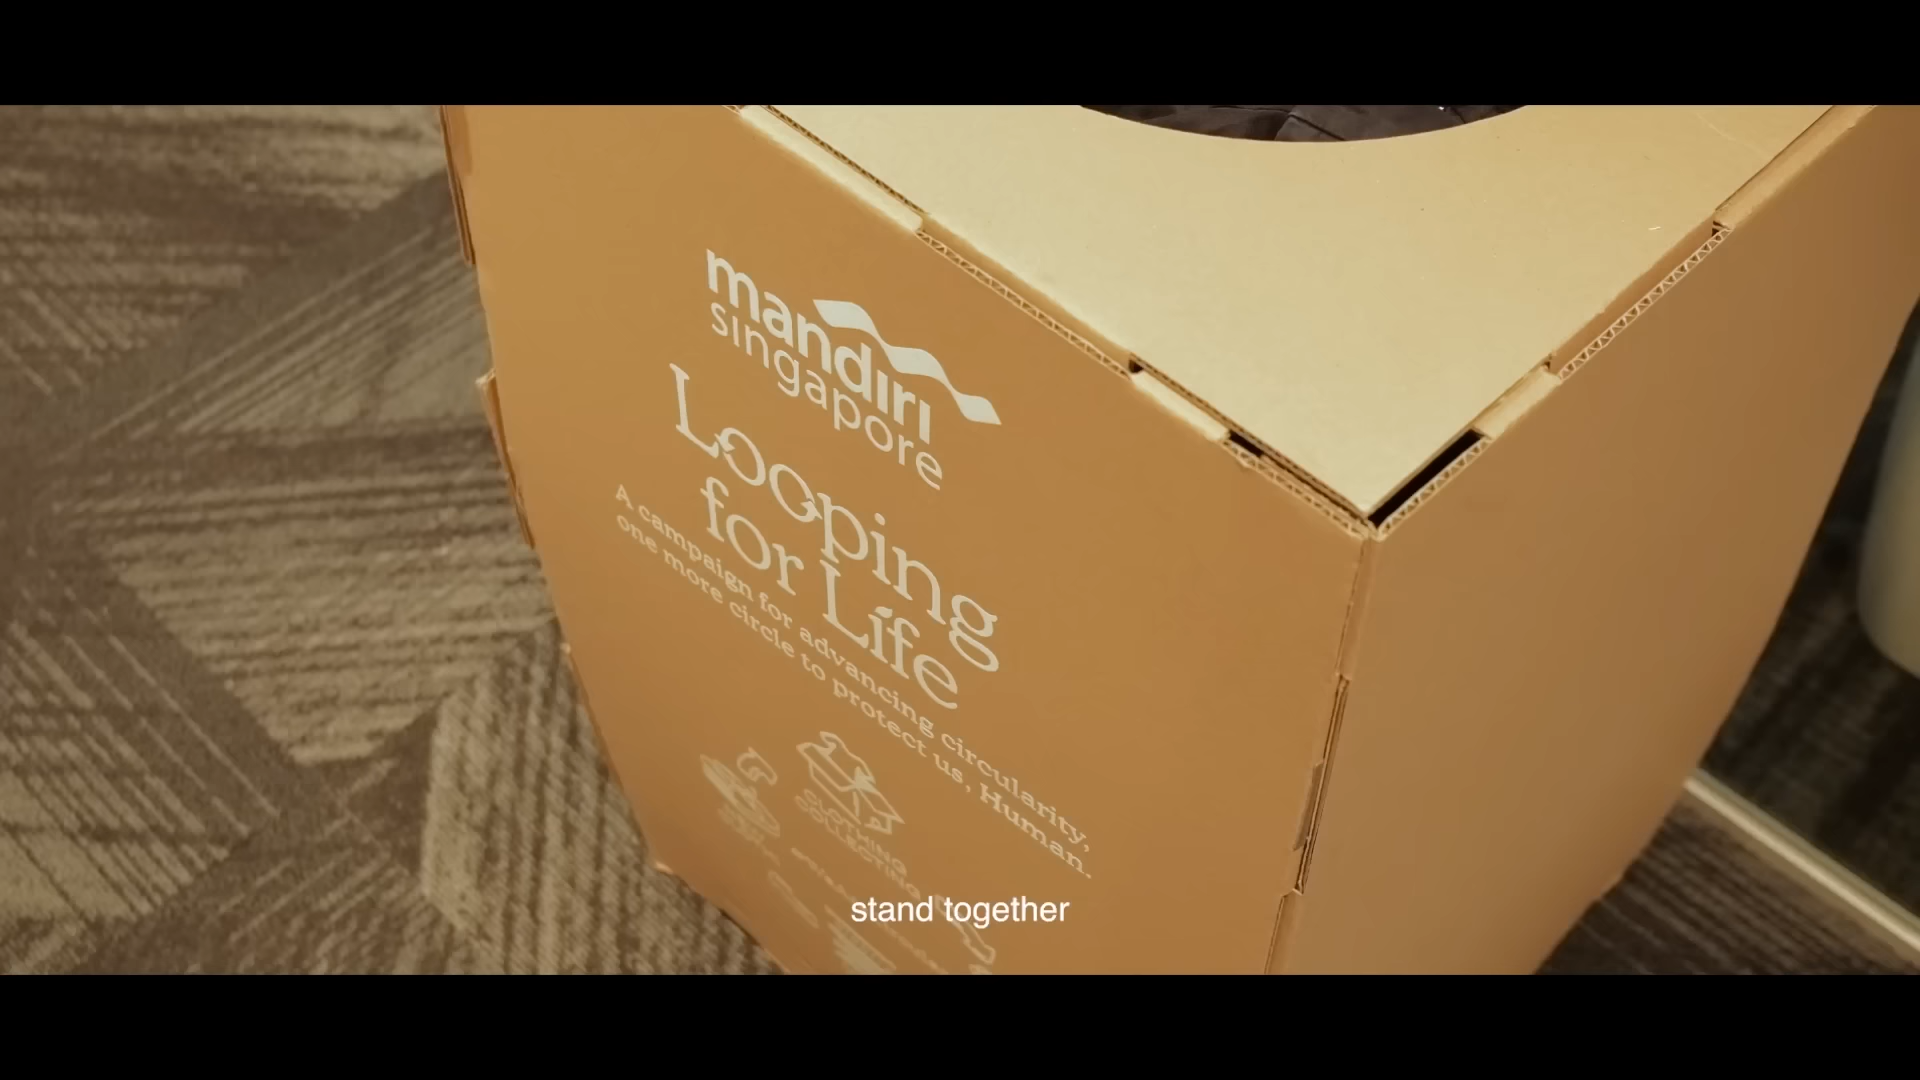 mandiri
singapore
Looping
for Life
A campaign for advancing circularity,
one more circle to protect us, Human.
CLOTHING
COLLECTING
stand together